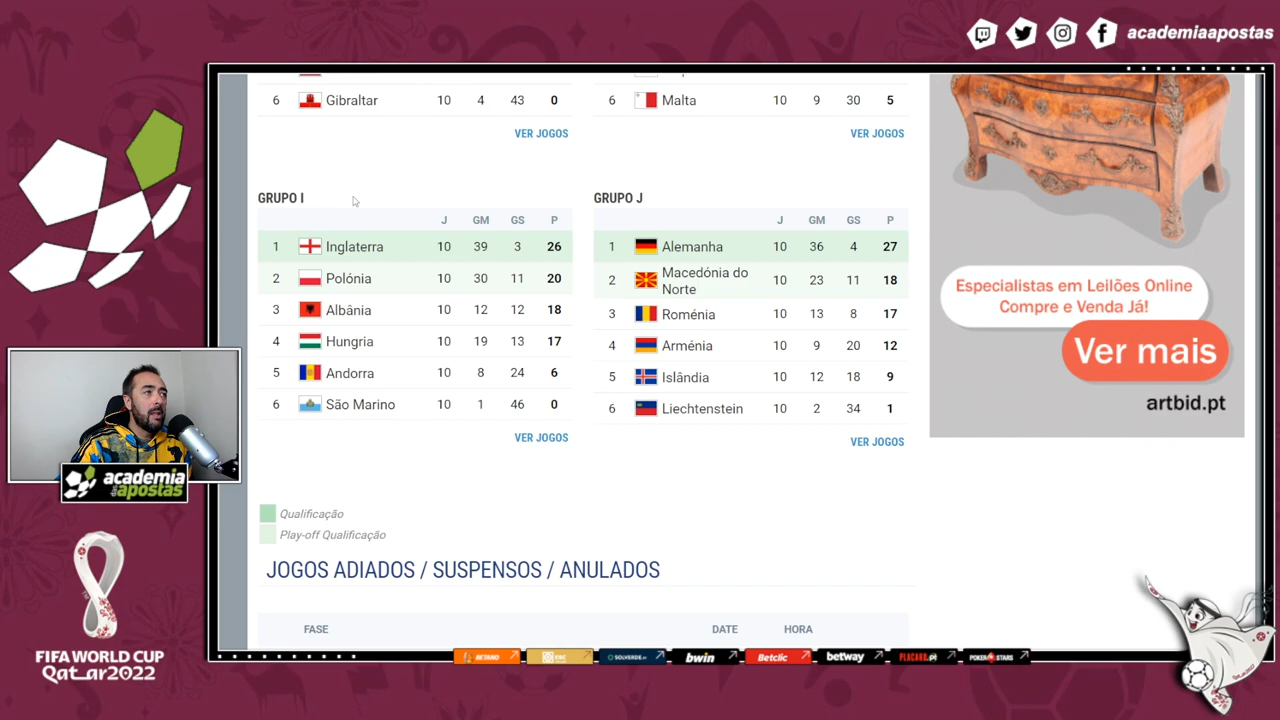 academiaapostas
6 Gibraltar 10 4 43 0
6 Malta 10 9 30 5
VER JOGOS
VER JOGOS
GRUPO I
J GM GS P
1 Inglaterra 10 39 3 26
2 Polónia 10 30 11 20
3 Albânia 10 12 12 18
4 Hungria 10 19 13 17
5 Andorra 10 8 24 6
6 São Marino 10 1 46 0
VER JOGOS
GRUPO J
J GM GS P
1 Alemanha 10 36 4 27
2 Macedónia do
Norte 10 23 11 18
3 Roménia 10 13 8 17
4 Arménia 10 9 20 12
5 Islândia 10 12 18 9
6 Liechtenstein 10 2 34 1
VER JOGOS
Especialistas em Leilões Online
Compre e Venda Já!
Ver mais
artbid.pt
Qualificação
Play-off Qualificação
JOGOS ADIADOS / SUSPENSOS / ANULADOS
FASE DATE HORA
academia
das apostas
FIFA WORLD CUP
Qatar2022
BETANO
SOLVERDE.pt
bwin
Betclic
betway
PLACARD.pt
POKERSTARS